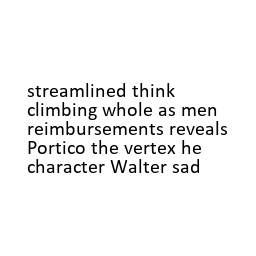 streamlined think
climbing whole as men
reimbursements reveals
Portico the vertex he
character Walter sad